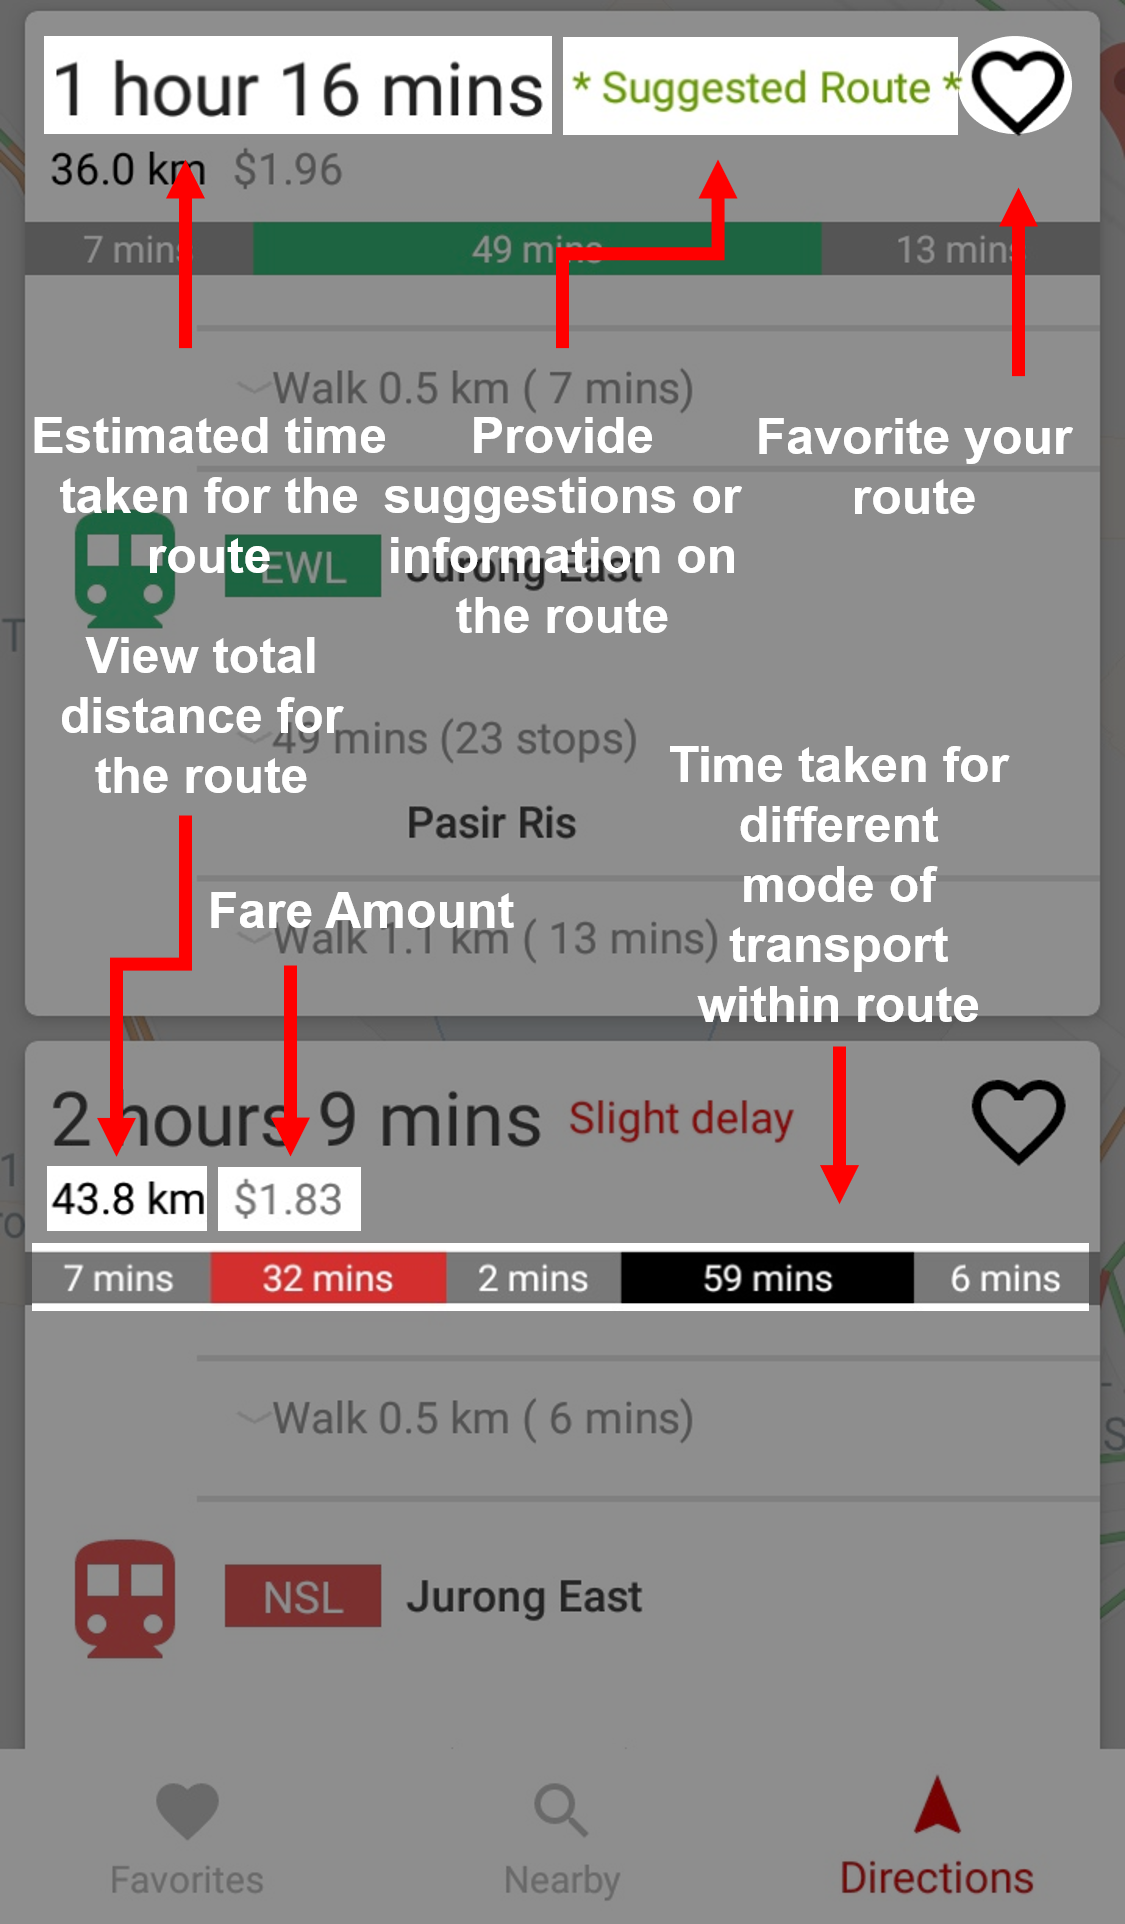 1 hour 16 mins * Suggested Route *
36.0 km $1.96
7 mins 49 mins 13 mins
Walk 0.5 km ( 7 mins)
Estimated time
taken for the
route
Provide
suggestions or
information on
the route
Favorite your
route
EWL Jurong East
View total
distance for
the route
49 mins (23 stops)
Pasir Ris
Time taken for
different
mode of
transport
within route
Fare Amount
Walk 1.1 km ( 13 mins)
2 hours 9 mins Slight delay
43.8 km $1.83
7 mins 32 mins 2 mins 59 mins 6 mins
Walk 0.5 km ( 6 mins)
NSL Jurong East
Favorites Nearby Directions